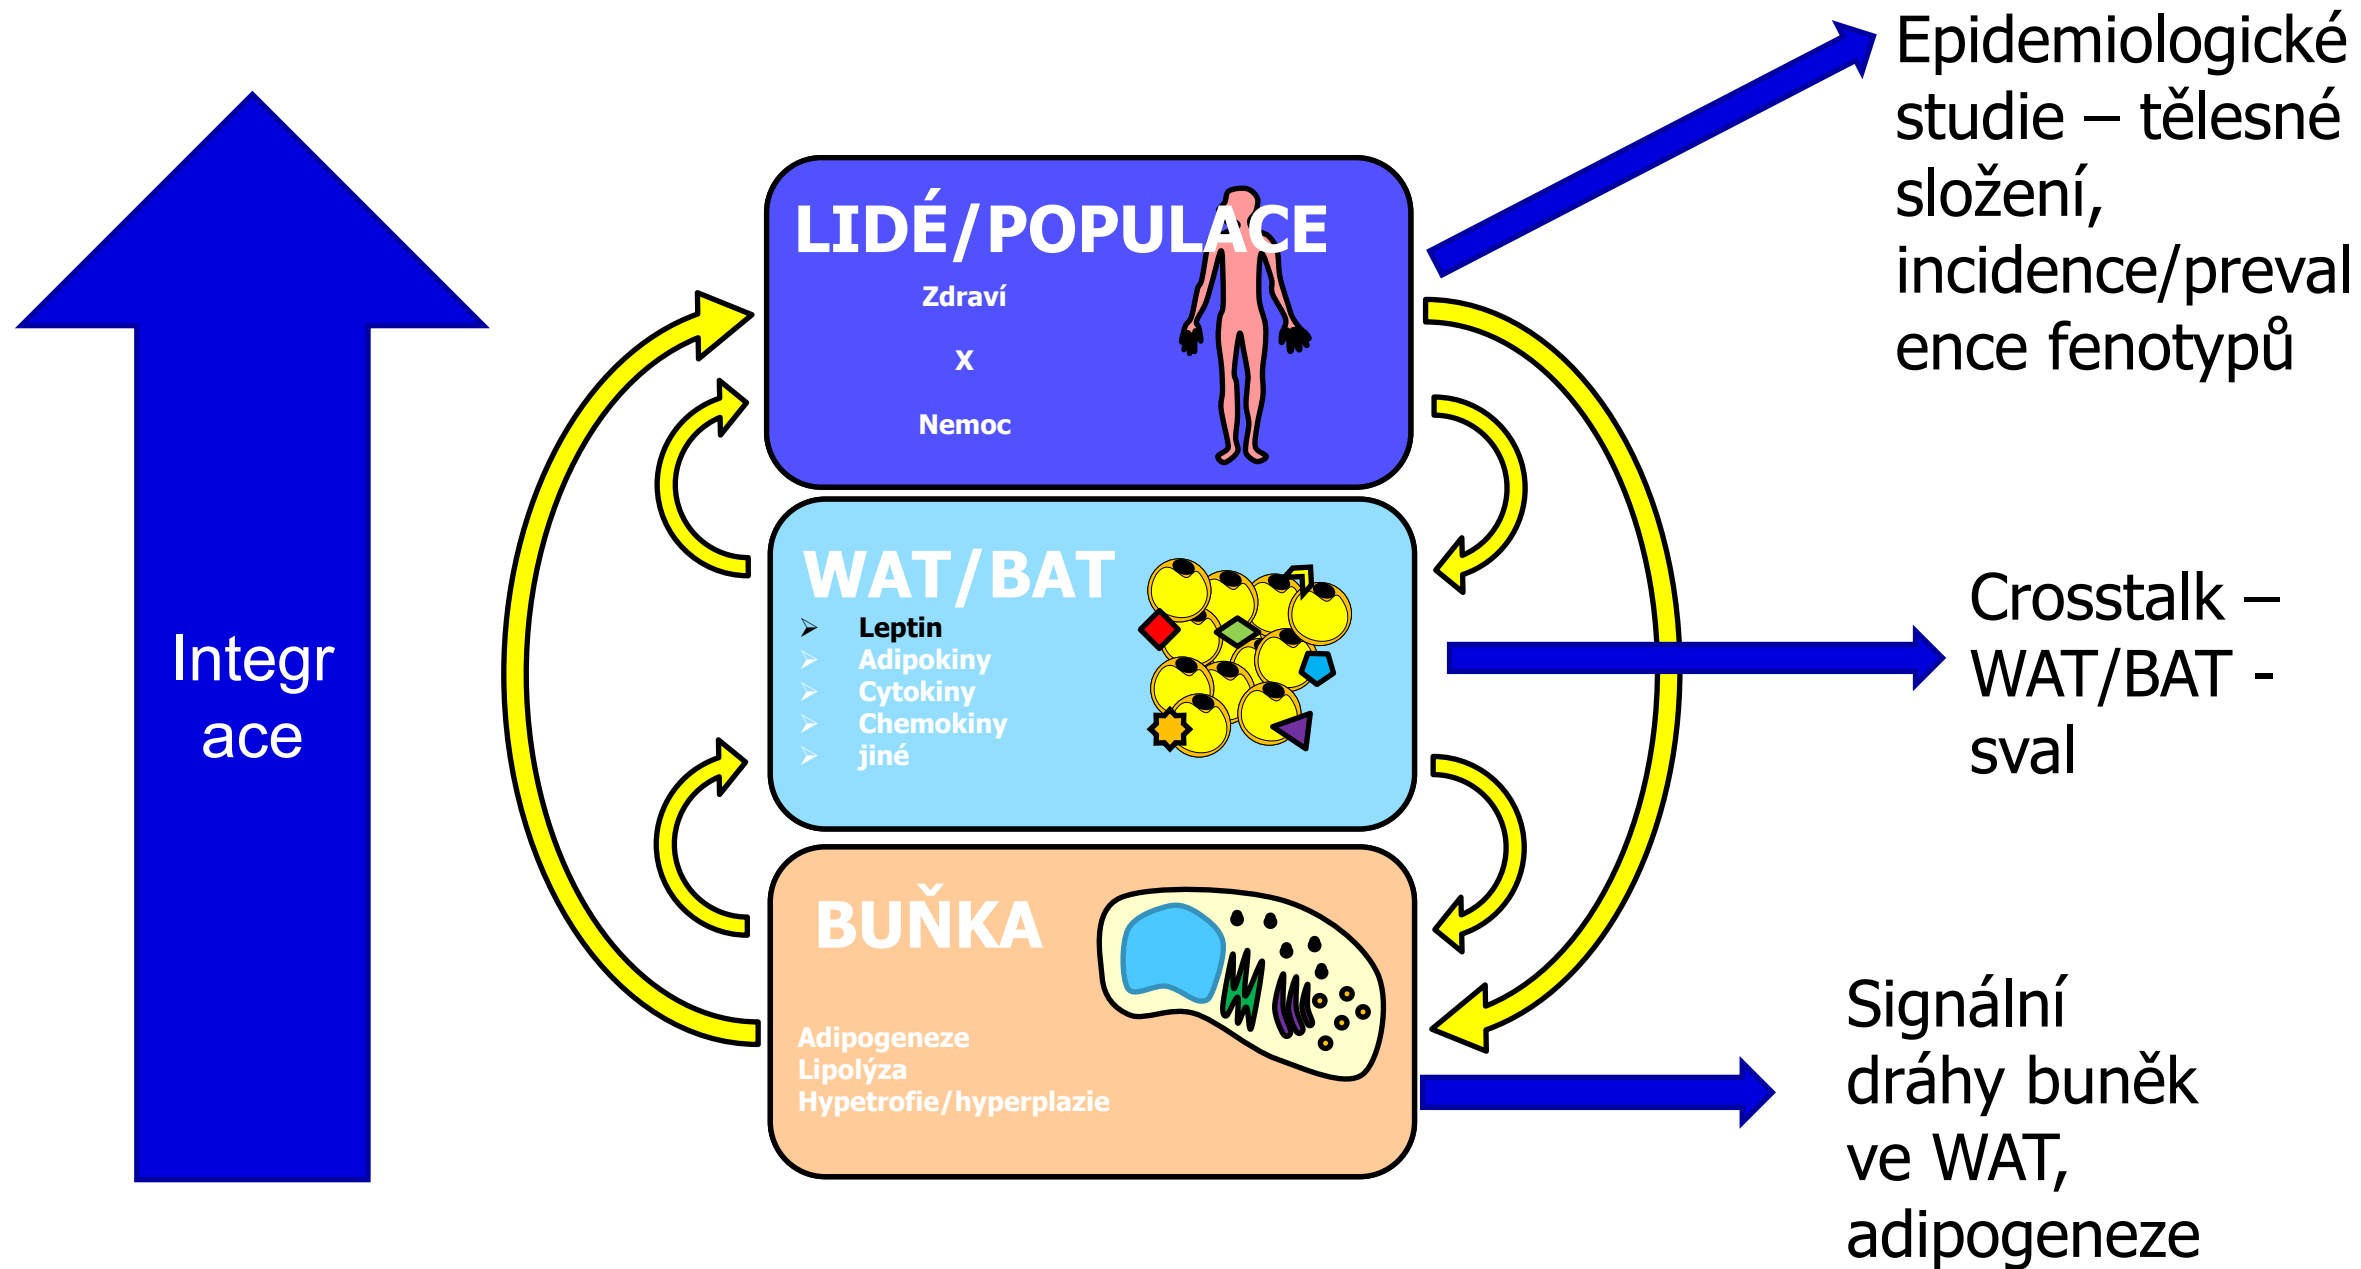 Epidemiologické
studie – tělesné
složení,
incidence/preval
ence fenotypů
LIDÉ/POPULACE
Zdraví
X
Nemoc
WAT/BAT
Leptin
Adipokiny
Cytokiny
Chemokiny
jiné
Integr
ace
Crosstalk –
WAT/BAT -
sval
BUŇKA
Adipogeneze
Lipolýza
Hypetrofie/hyperplazie
Signální
dráhy buněk
ve WAT,
adipogeneze